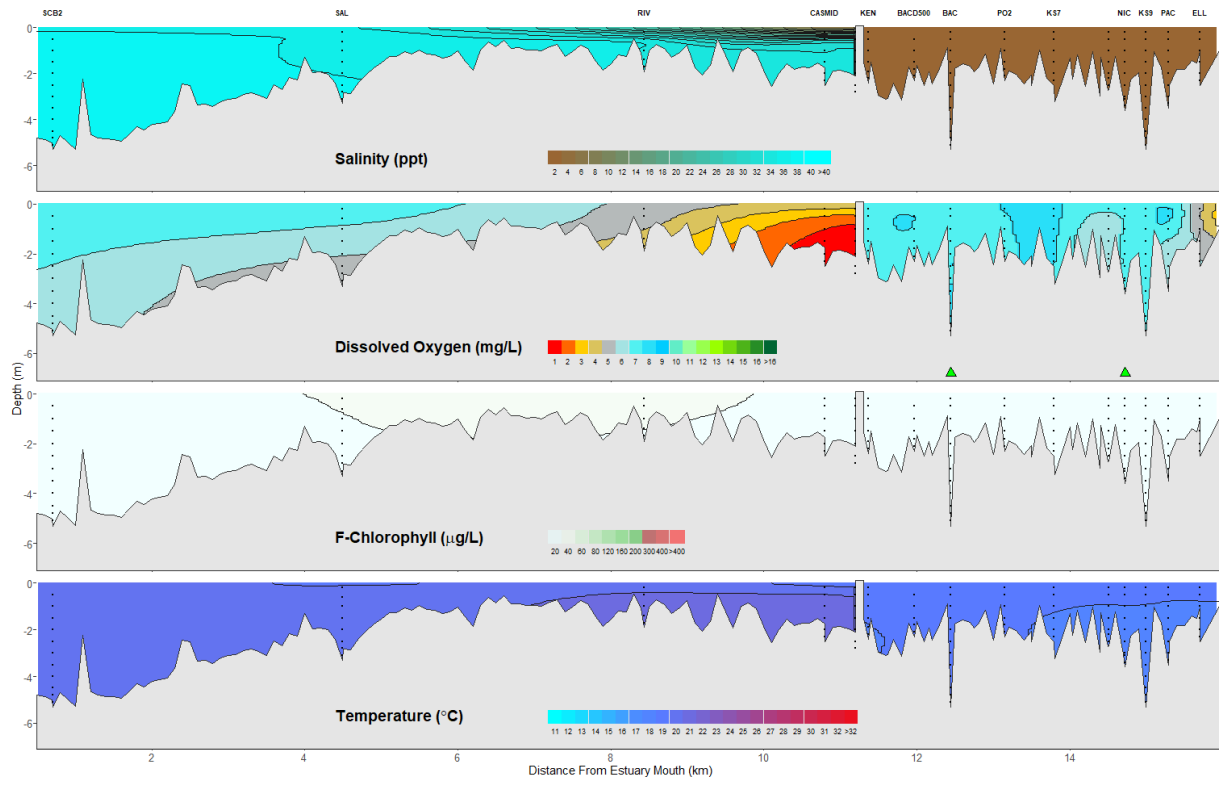 SCB2 SAL RIV CASMID KEN BACD500 BAC PO2 KS7 NIC KS9 PAC ELL
0
-2
-4
-6
Salinity (ppt)
2 4 6 8 10 12 14 16 18 20 22 24 26 28 30 32 34 36 38 40 >40
0
-2
-4
-6
Dissolved Oxygen (mg/L)
1 2 3 4 5 6 7 8 9 10 11 12 13 14 15 16 >16
Depth (m)
0
-2
-4
-6
F-Chlorophyll (µg/L)
20 40 60 80 120 160 200 300 400 >400
0
-2
-4
-6
Temperature (°C)
11 12 13 14 15 16 17 18 19 20 21 22 23 24 25 26 27 28 29 30 31 32 >32
2 4 6 8 10 12 14
Distance From Estuary Mouth (km)